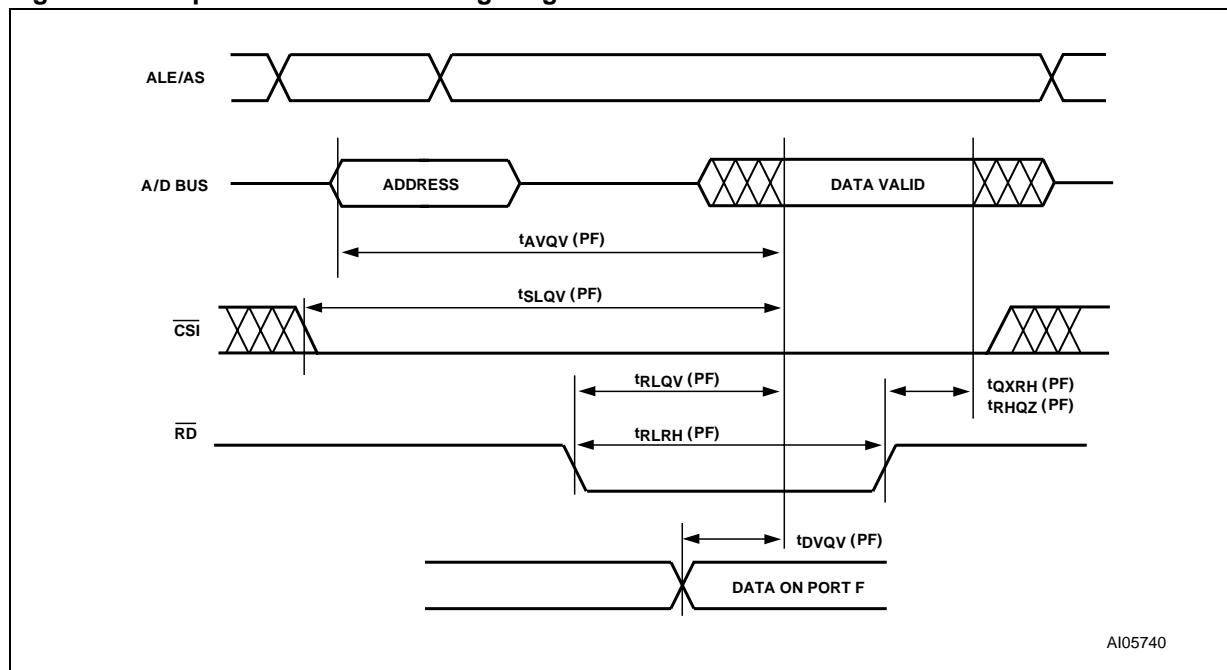 ALE/AS
A/D BUS
ADDRESS
DATA VALID
tAVQV (PF)
tSLQV (PF)
CSI
tRLQV (PF)
tQXRH (PF)
tRHQZ (PF)
RD
tRLRH (PF)
tDVQV (PF)
DATA ON PORT F
AI05740